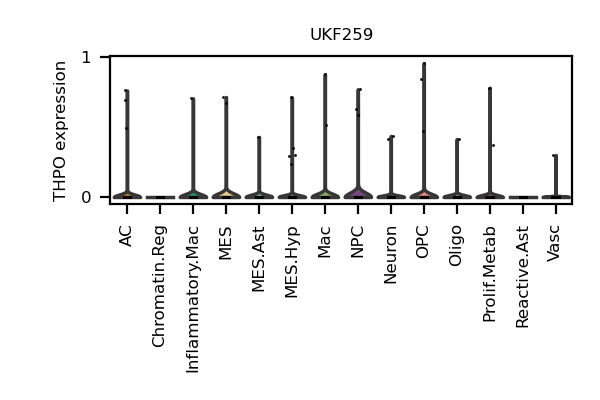 UKF259
THPO expression
1
0
AC
Chromatin.Reg
Inflammatory.Mac
MES
MES.Ast
MES.Hyp
Mac
NPC
Neuron
OPC
Oligo
Prolif.Metab
Reactive.Ast
Vasc